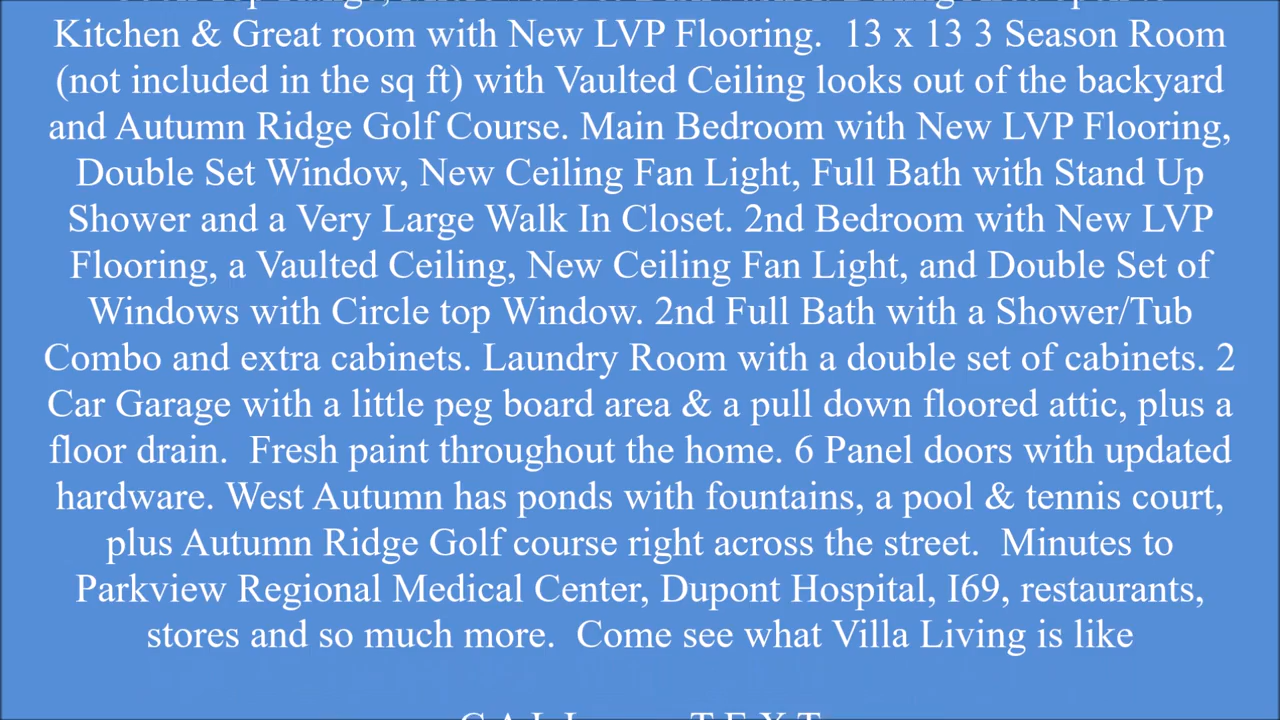 Kitchen & Great room with New LVP Flooring.  13 x 13 3 Season Room
(not included in the sq ft) with Vaulted Ceiling looks out of the backyard
and Autumn Ridge Golf Course. Main Bedroom with New LVP Flooring,
Double Set Window, New Ceiling Fan Light, Full Bath with Stand Up
Shower and a Very Large Walk In Closet. 2nd Bedroom with New LVP
Flooring, a Vaulted Ceiling, New Ceiling Fan Light, and Double Set of
Windows with Circle top Window. 2nd Full Bath with a Shower/Tub
Combo and extra cabinets. Laundry Room with a double set of cabinets. 2
Car Garage with a little peg board area & a pull down floored attic, plus a
floor drain.  Fresh paint throughout the home. 6 Panel doors with updated
hardware. West Autumn has ponds with fountains, a pool & tennis court,
plus Autumn Ridge Golf course right across the street.  Minutes to
Parkview Regional Medical Center, Dupont Hospital, I69, restaurants,
stores and so much more.  Come see what Villa Living is like